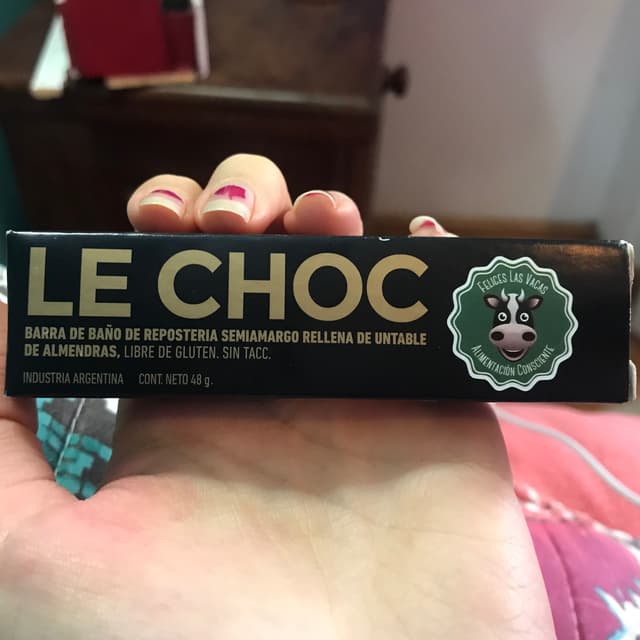 LE CHOC
BARRA DE BAÑO DE REPOSTERIA SEMIAMARGO RELLENA DE UNTABLE
DE ALMENDRAS, LIBRE DE GLUTEN. SIN TACC.
INDUSTRIA ARGENTINA CONT. NETO 48 g.
FELICES LAS VACAS
ALIMENTACIÓN CONSCIENTE